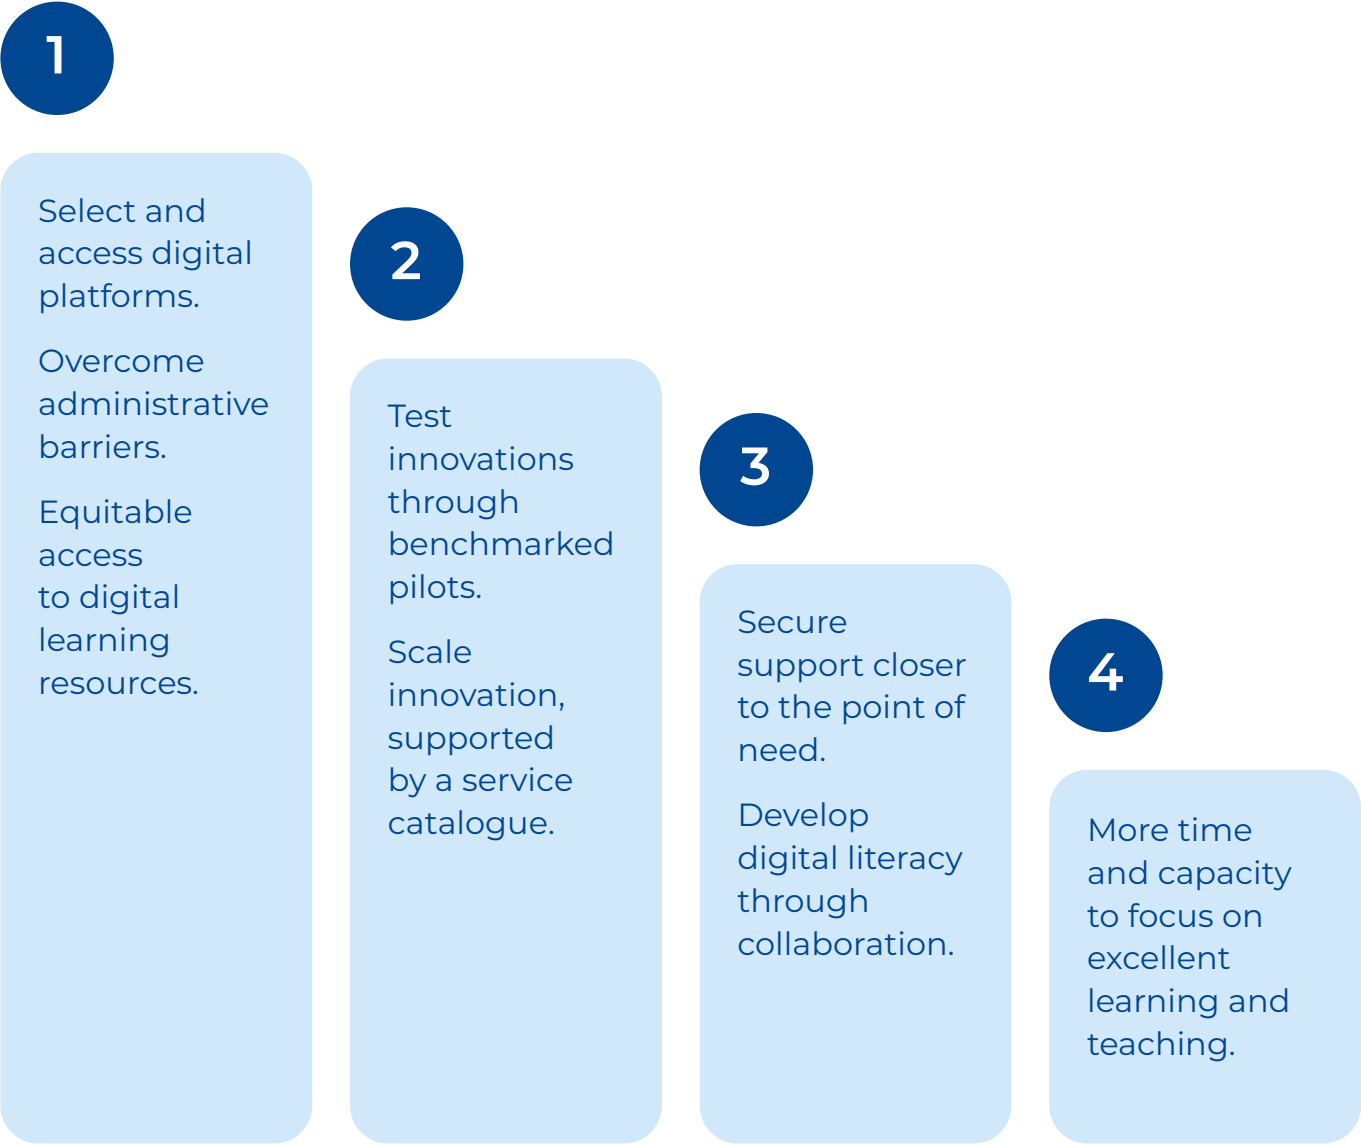 1
Select and
access digital
platforms.
Overcome
administrative
barriers.
Equitable
access
to digital
learning
resources.
2
Test
innovations
through
benchmarked
pilots.
Scale
innovation,
supported
by a service
catalogue.
3
Secure
support closer
to the point of
need.
Develop
digital literacy
through
collaboration.
4
More time
and capacity
to focus on
excellent
learning and
teaching.